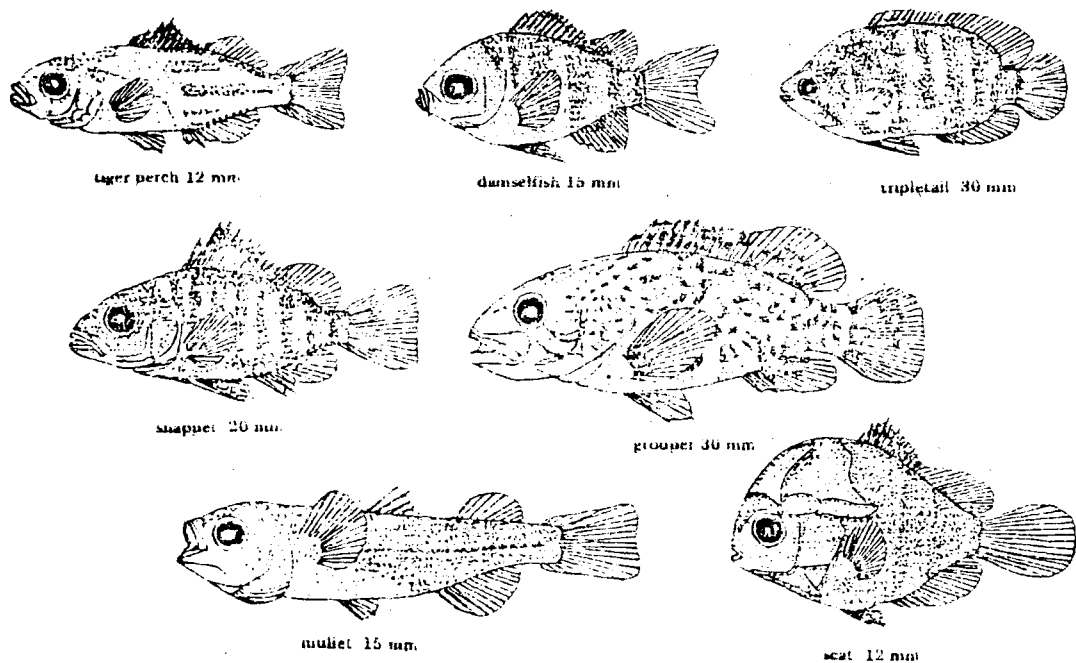 tiger perch 12 mm
damselfish 15 mm
tripletail 30 mm
snapper 20 mm
grouper 30 mm
mullet 15 mm
scat 12 mm